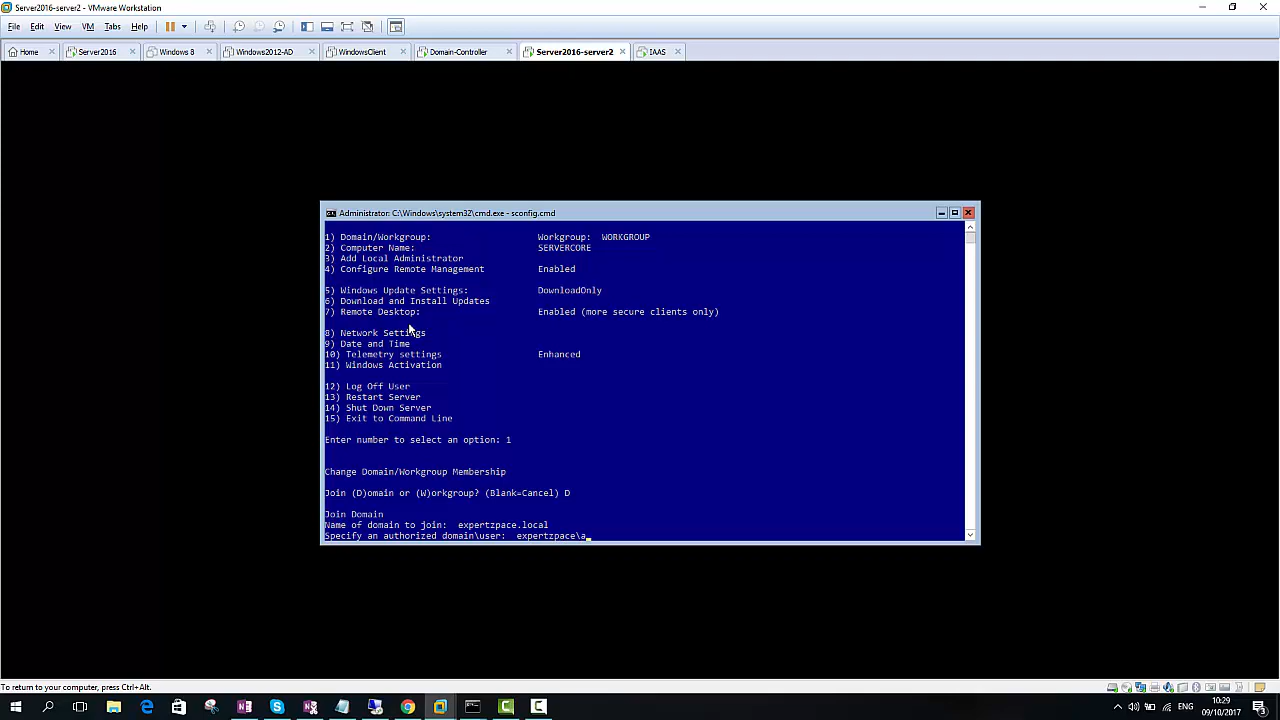 Server2016-server2 - VMware Workstation
File Edit View VM Tabs Help
Home Server2016 Windows 8 Windows2012-AD WindowsClient Domain-Controller Server2016-server2 IAAS
Administrator: C:\Windows\system32\cmd.exe - sconfig.cmd
1) Domain/Workgroup: Workgroup: WORKGROUP
2) Computer Name: SERVERCORE
3) Add Local Administrator
4) Configure Remote Management Enabled
5) Windows Update Settings: DownloadOnly
6) Download and Install Updates
7) Remote Desktop: Enabled (more secure clients only)
8) Network Settings
9) Date and Time
10) Telemetry settings Enhanced
11) Windows Activation
12) Log Off User
13) Restart Server
14) Shut Down Server
15) Exit to Command Line
Enter number to select an option: 1
Change Domain/Workgroup Membership
Join (D)omain or (W)orkgroup? (Blank=Cancel) D
Join Domain
Name of domain to join: expertzpace.local
Specify an authorized domain\user: expertzpace\a_
To return to your computer, press Ctrl+Alt.
ENG
10:29
09/10/2017